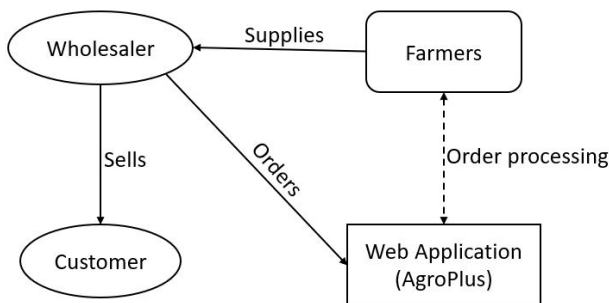 Supplies
Wholesaler
Farmers
Sells
Orders
Order processing
Customer
Web Application
(AgroPlus)